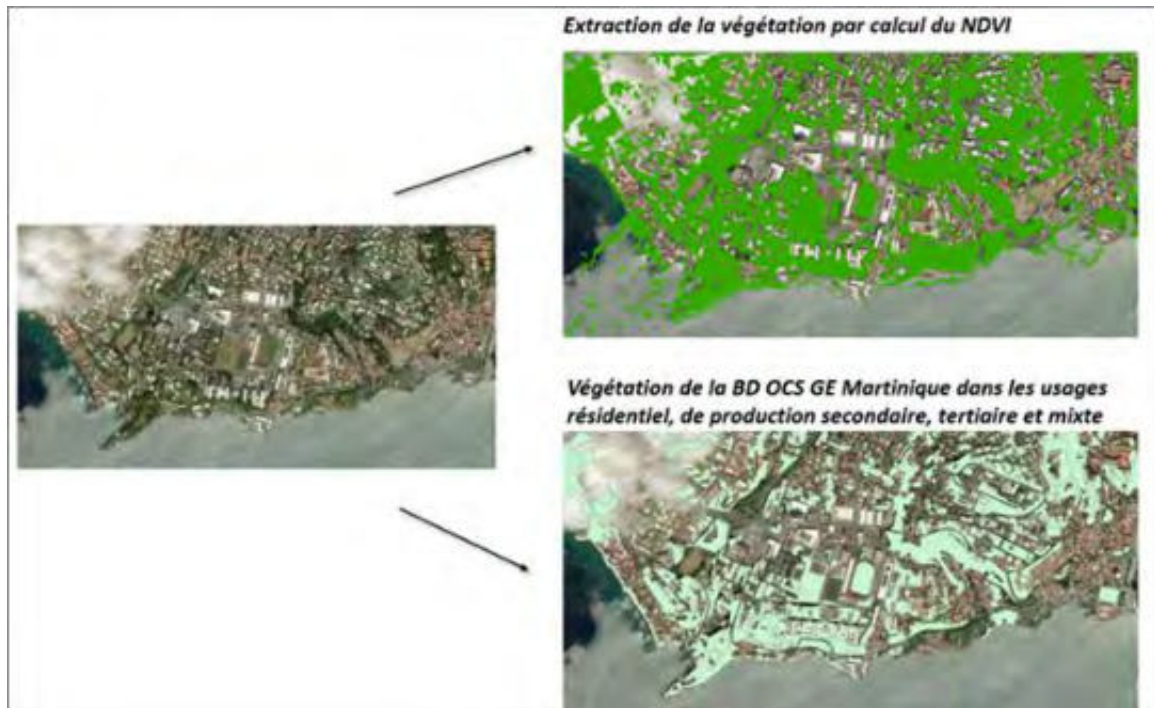 Extraction de la végétation par calcul du NDVI
Végétation de la BD OCS GE Martinique dans les usages
résidentiel, de production secondaire, tertiaire et mixte